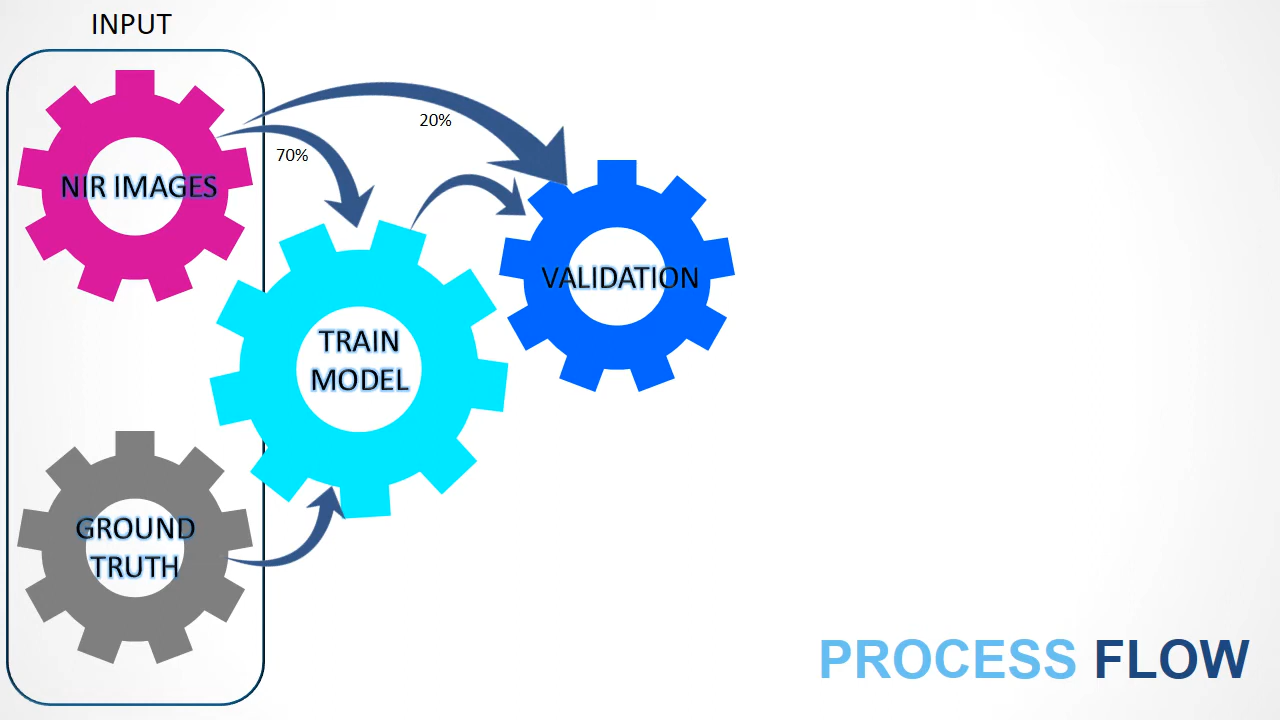 INPUT
NIR IMAGES
70%
20%
TRAIN
MODEL
VALIDATION
GROUND
TRUTH
PROCESS FLOW